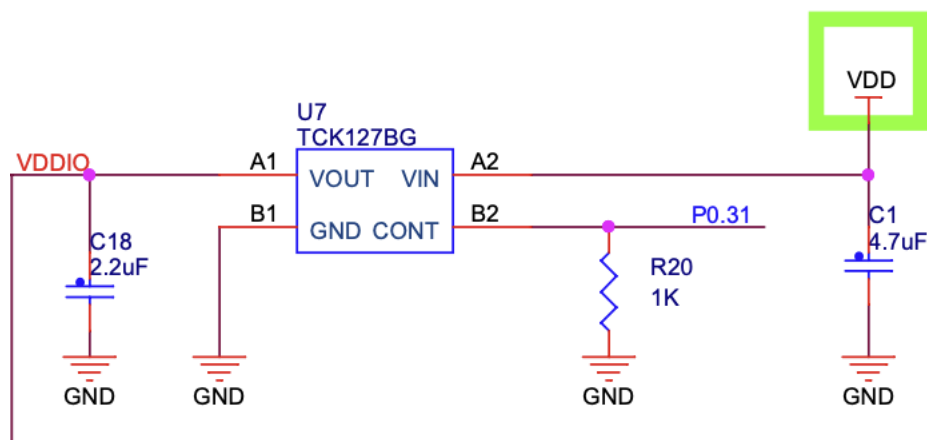 VDD
U7
TCK127BG
VDDIO
A1
VOUT
VIN
A2
B1
GND
CONT
B2
P0.31
C18
2.2uF
R20
1K
C1
4.7uF
GND
GND
GND
GND